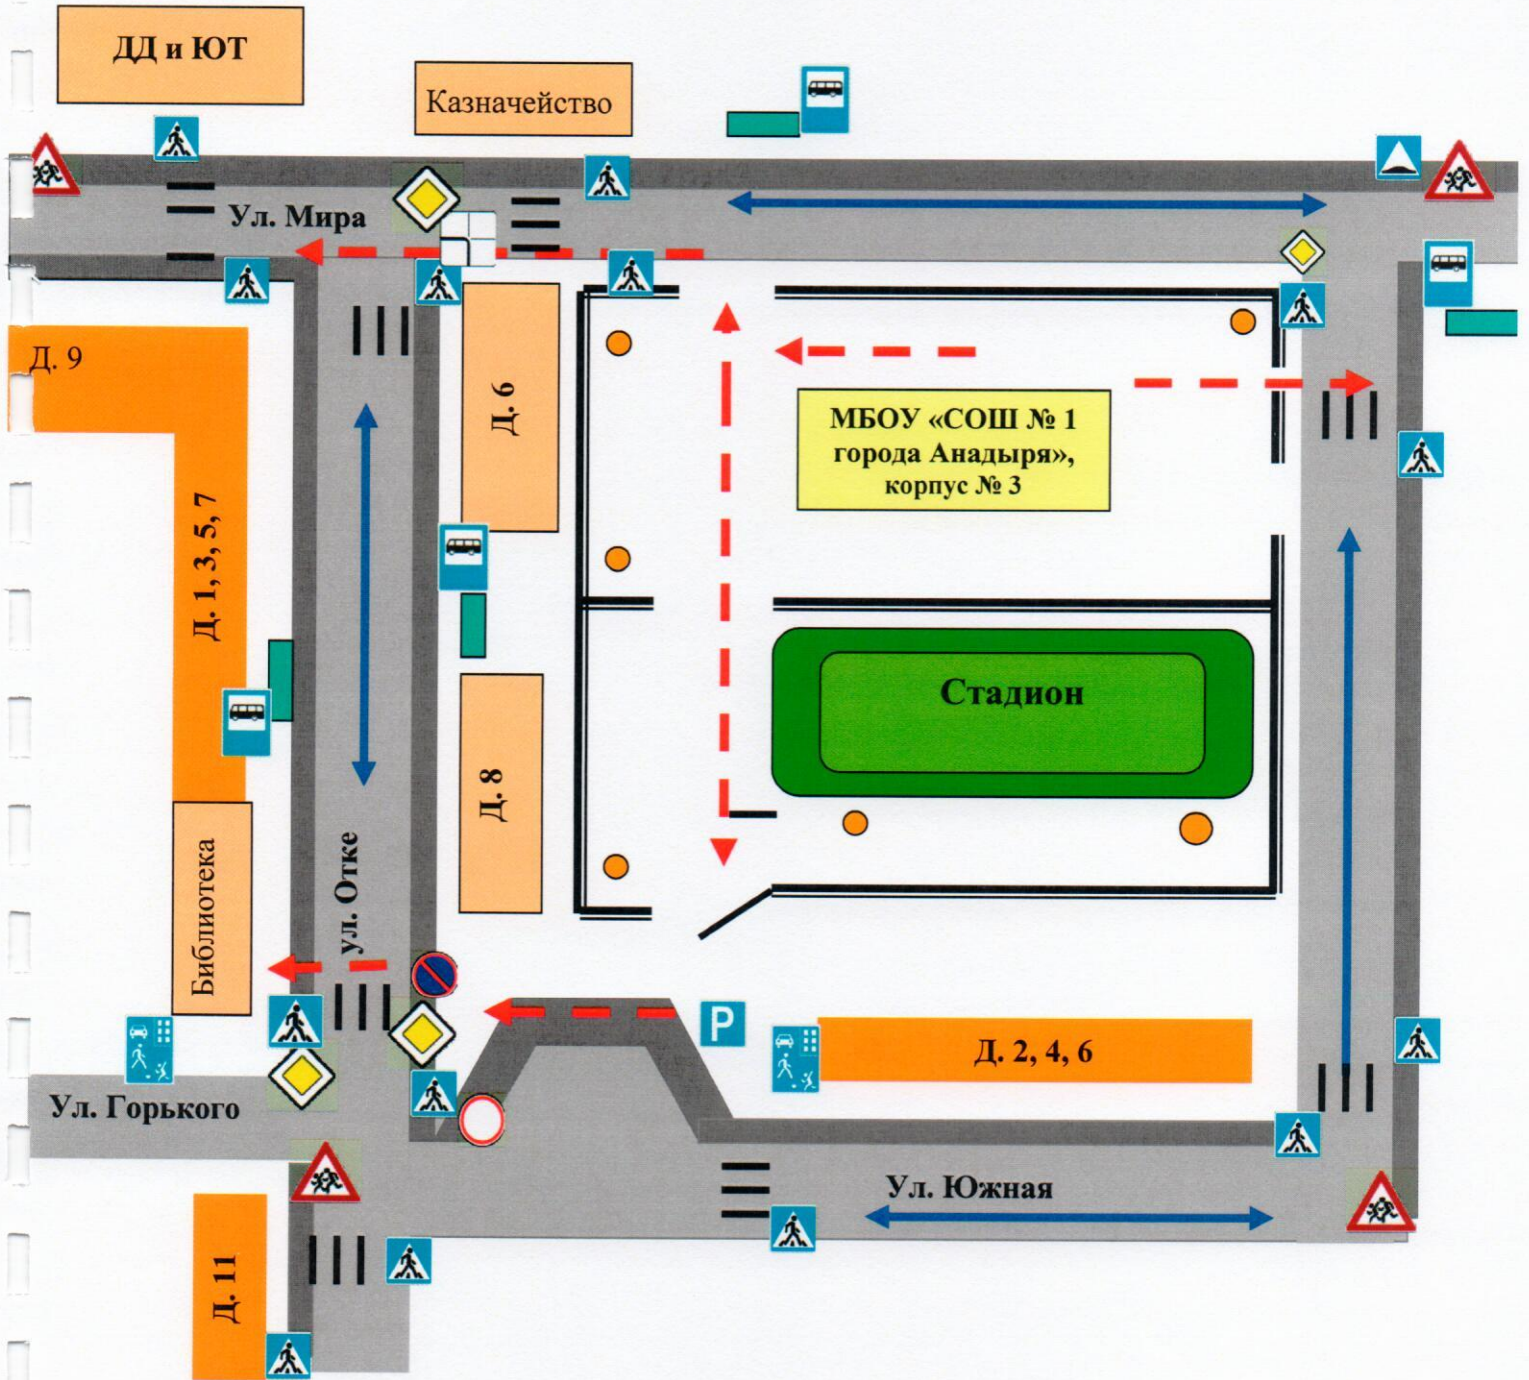 ДД и ЮТ
Казначейство
Ул. Мира
Д. 9
Д. 6
МБОУ «СОШ № 1
города Анадыря»,
корпус № 3
Д. 1, 3, 5, 7
Стадион
Д. 8
ул. Отке
Библиотека
P
Д. 2, 4, 6
Ул. Горького
Ул. Южная
Д. 11